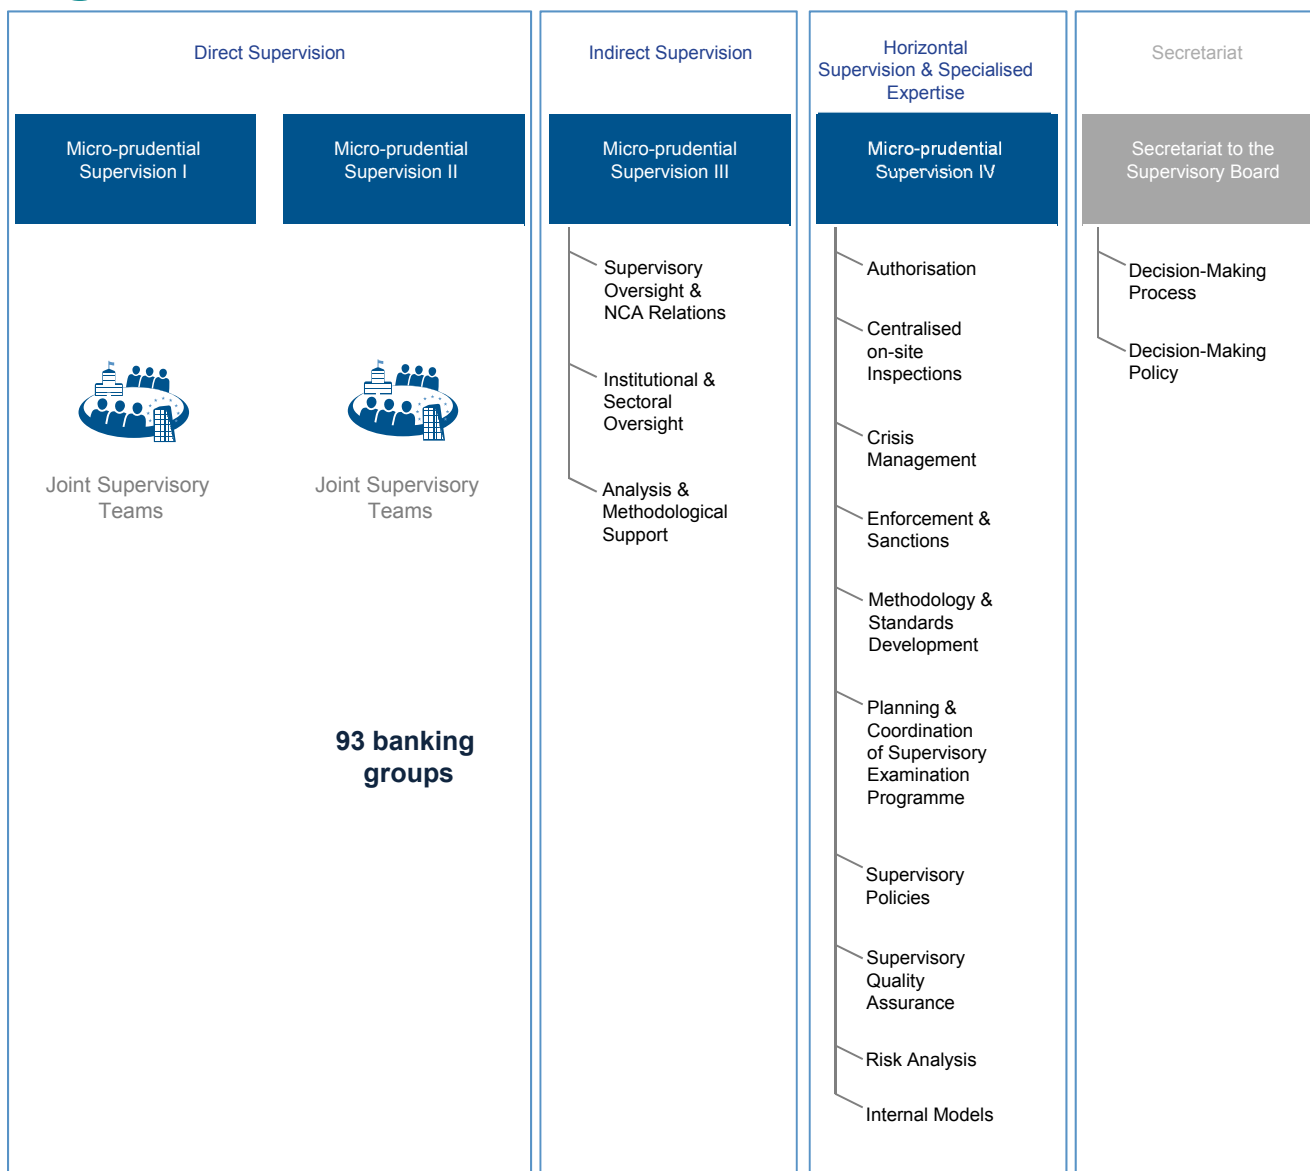 Direct Supervision
Micro-prudential
Supervision I
Micro-prudential
Supervision II
Joint Supervisory
Teams
Joint Supervisory
Teams
93 banking
groups
Indirect Supervision
Micro-prudential
Supervision III
Supervisory
Oversight &
NCA Relations
Institutional &
Sectoral
Oversight
Analysis &
Methodological
Support
Horizontal
Supervision & Specialised
Expertise
Micro-prudential
Supervision IV
Authorisation
Centralised
on-site
Inspections
Crisis
Management
Enforcement &
Sanctions
Methodology &
Standards
Development
Planning &
Coordination
of Supervisory
Examination
Programme
Supervisory
Policies
Supervisory
Quality
Assurance
Risk Analysis
Internal Models
Secretariat
Secretariat to the
Supervisory Board
Decision-Making
Process
Decision-Making
Policy